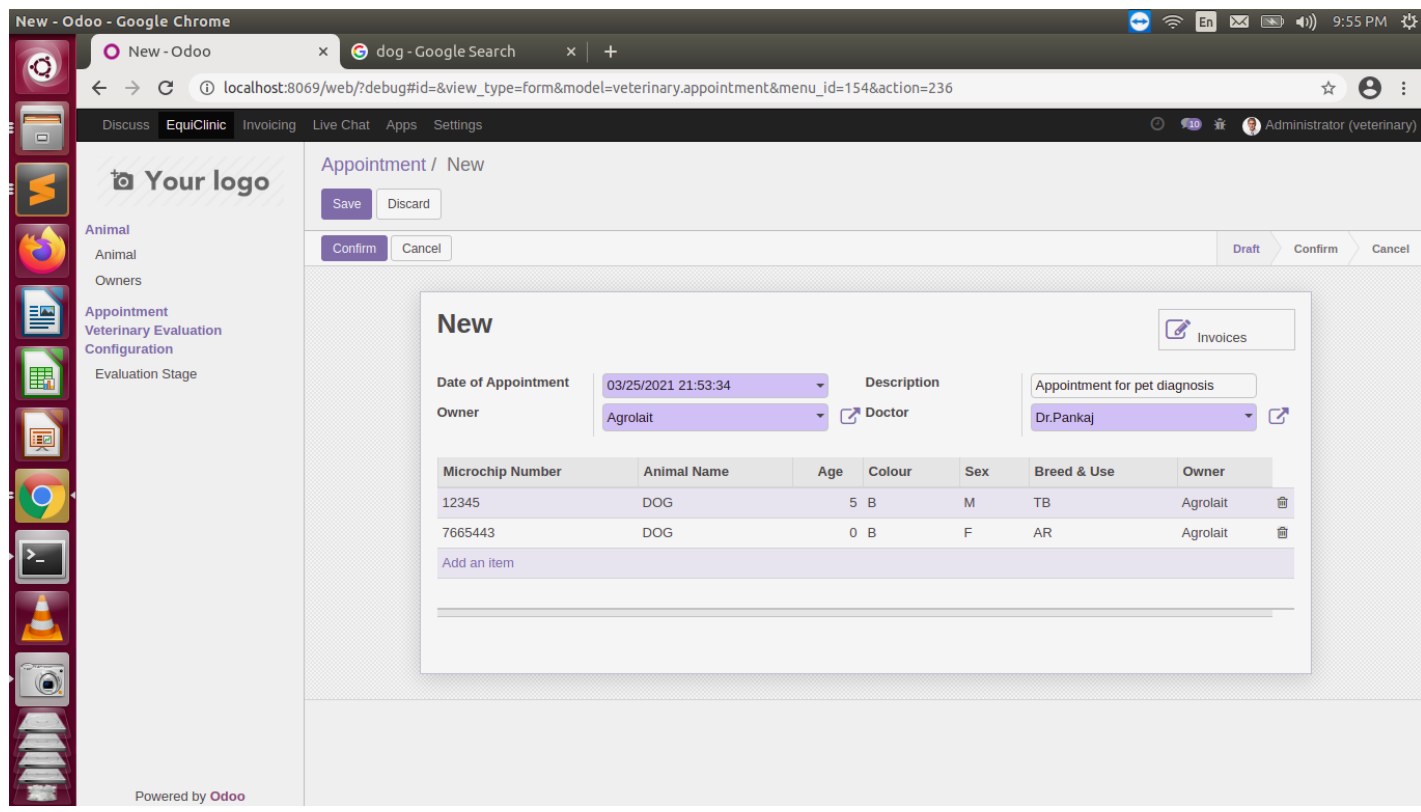 New - Odoo - Google Chrome
En 9:55 PM
New - Odoo × dog - Google Search × +
localhost:8069/web/?debug#id=&view_type=form&model=veterinary.appointment&menu_id=154&action=236
Discuss EquiClinic Invoicing Live Chat Apps Settings 10 Administrator (veterinary)
Your logo
Animal
Animal
Owners
Appointment
Veterinary Evaluation
Configuration
Evaluation Stage
Powered by Odoo
Appointment / New
Save Discard
Confirm Cancel Draft Confirm Cancel
New
Invoices
Date of Appointment 03/25/2021 21:53:34 Description Appointment for pet diagnosis
Owner Agrolait Doctor Dr.Pankaj
Microchip Number Animal Name Age Colour Sex Breed & Use Owner
12345 DOG 5 B M TB Agrolait
7665443 DOG 0 B F AR Agrolait
Add an item